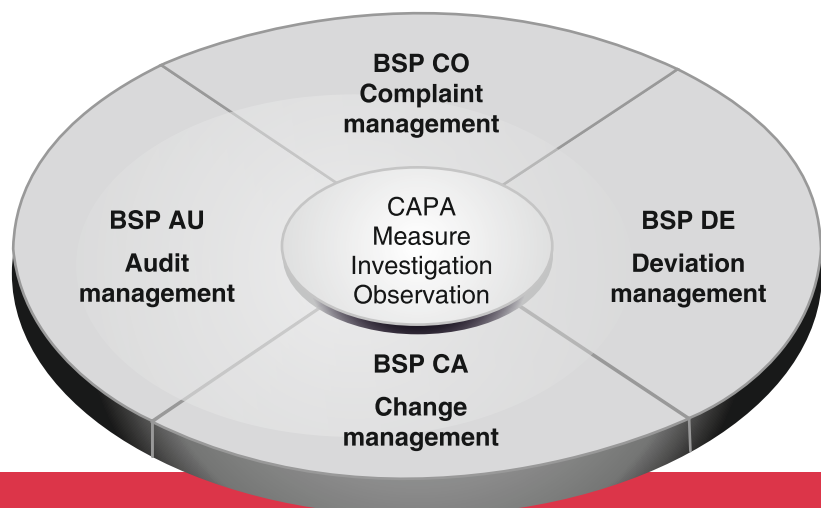 BSP CO
Complaint
management
BSP AU
Audit
management
CAPA
Measure
Investigation
Observation
BSP DE
Deviation
management
BSP CA
Change
management